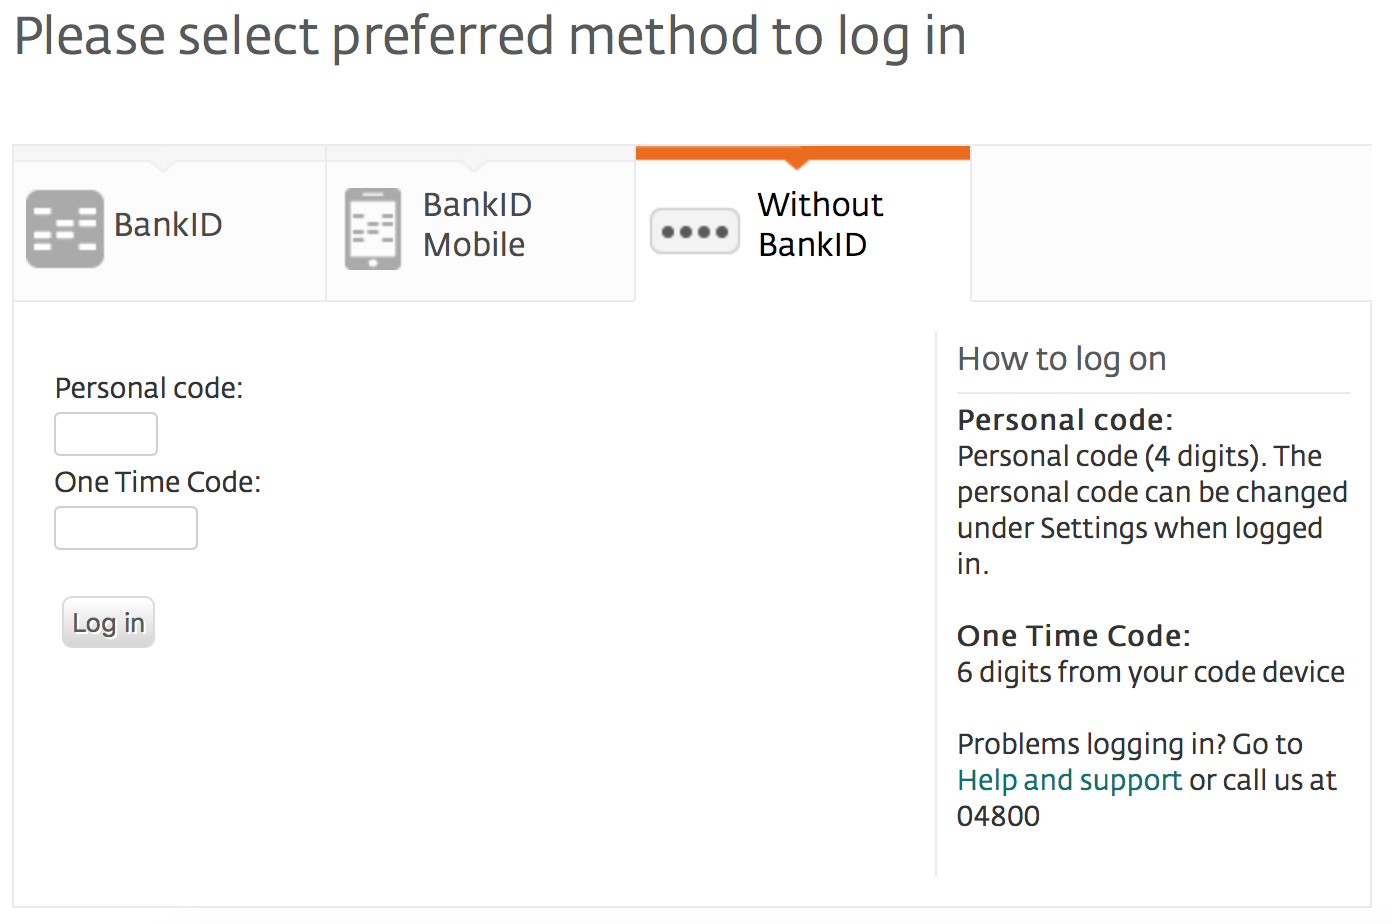 Please select preferred method to log in
BankID
BankID
Mobile
Without
BankID
Personal code:
One Time Code:
Log in
How to log on
Personal code:
Personal code (4 digits). The
personal code can be changed
under Settings when logged
in.
One Time Code:
6 digits from your code device
Problems logging in? Go to
Help and support or call us at
04800